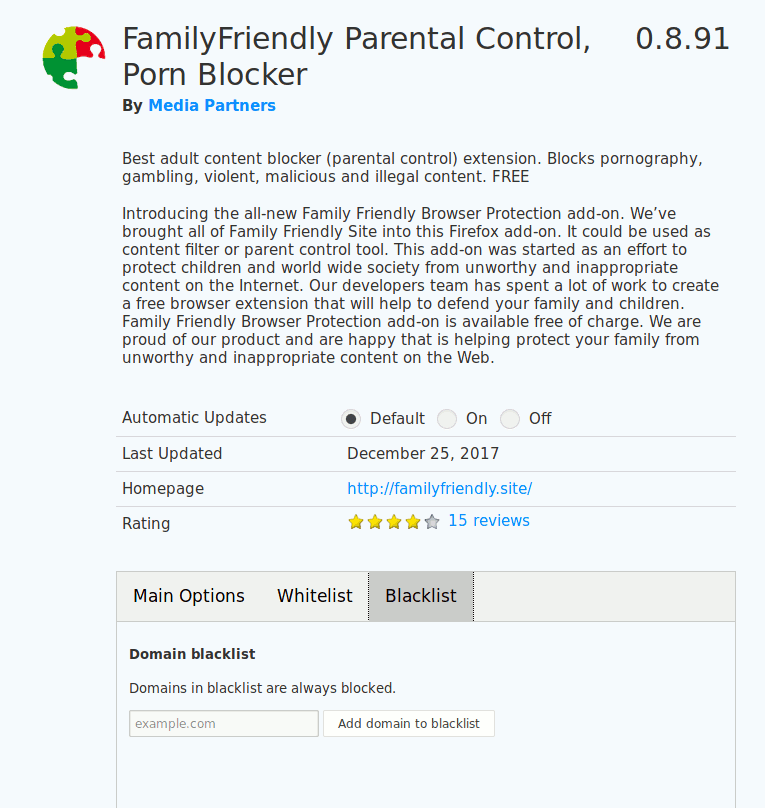 FamilyFriendly Parental Control, 0.8.91
Porn Blocker
By Media Partners
Best adult content blocker (parental control) extension. Blocks pornography,
gambling, violent, malicious and illegal content. FREE
Introducing the all-new Family Friendly Browser Protection add-on. We’ve
brought all of Family Friendly Site into this Firefox add-on. It could be used as
content filter or parent control tool. This add-on was started as an effort to
protect children and world wide society from unworthy and inappropriate
content on the Internet. Our developers team has spent a lot of work to create
a free browser extension that will help to defend your family and children.
Family Friendly Browser Protection add-on is available free of charge. We are
proud of our product and are happy that is helping protect your family from
unworthy and inappropriate content on the Web.
Automatic Updates Default On Off
Last Updated December 25, 2017
Homepage http://familyfriendly.site/
Rating 15 reviews
Main Options Whitelist Blacklist
Domain blacklist
Domains in blacklist are always blocked.
example.com Add domain to blacklist